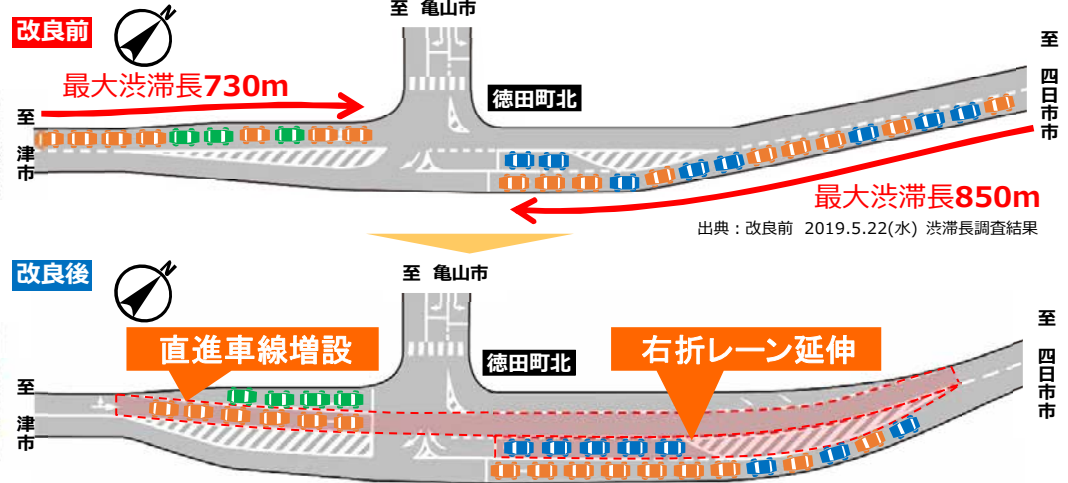 至 亀山市
改良前
N
最大渋滞長730m
徳田町北
至 四日市市
至 津市
最大渋滞長850m
出典：改良前 2019.5.22(水) 渋滞長調査結果
改良後
N
至 亀山市
直進車線増設
徳田町北
右折レーン延伸
至 四日市市
至 津市